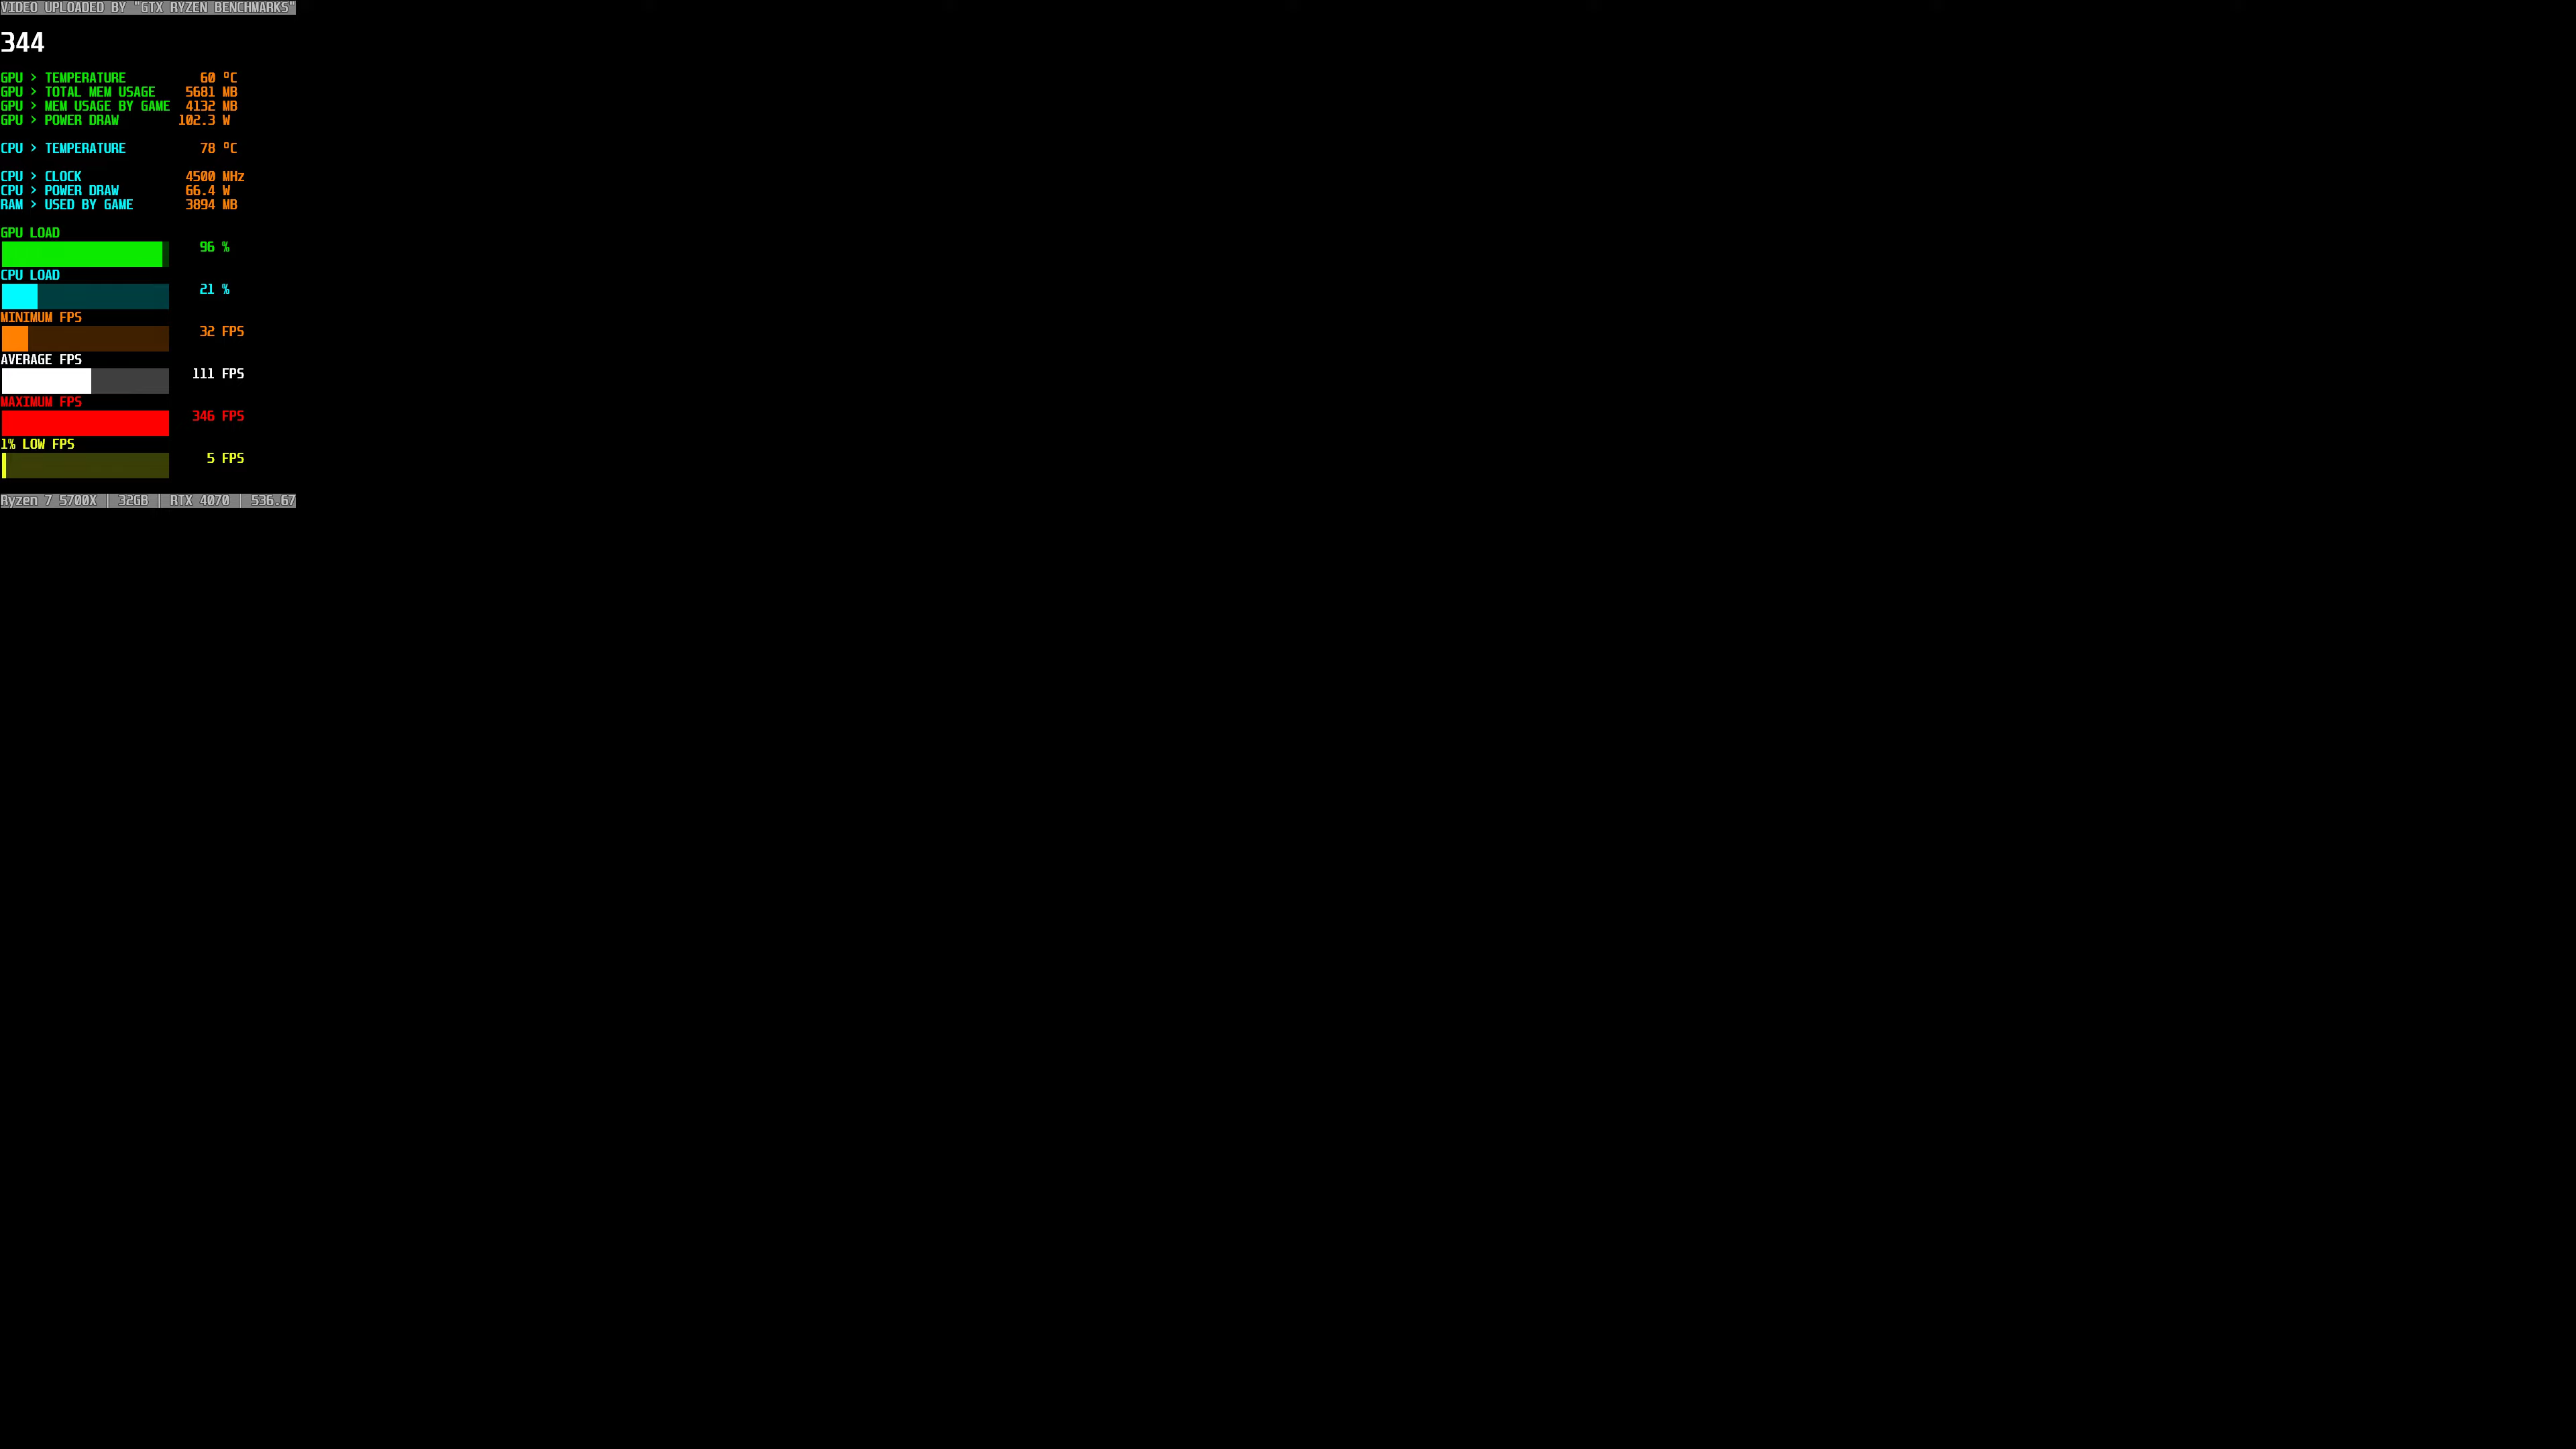 VIDEO UPLOADED BY "GTX RYZEN BENCHMARKS"
344
GPU > TEMPERATURE 60 °C
GPU > TOTAL MEM USAGE 5681 MB
GPU > MEM USAGE BY GAME 4132 MB
GPU > POWER DRAW 102.3 W
CPU > TEMPERATURE 78 °C
CPU > CLOCK 4500 MHz
CPU > POWER DRAW 66.4 W
RAM > USED BY GAME 3894 MB
GPU LOAD
96 %
CPU LOAD
21 %
MINIMUM FPS
32 FPS
AVERAGE FPS
111 FPS
MAXIMUM FPS
346 FPS
1% LOW FPS
5 FPS
Ryzen 7 5700X | 32GB | RTX 4070 | 536.67